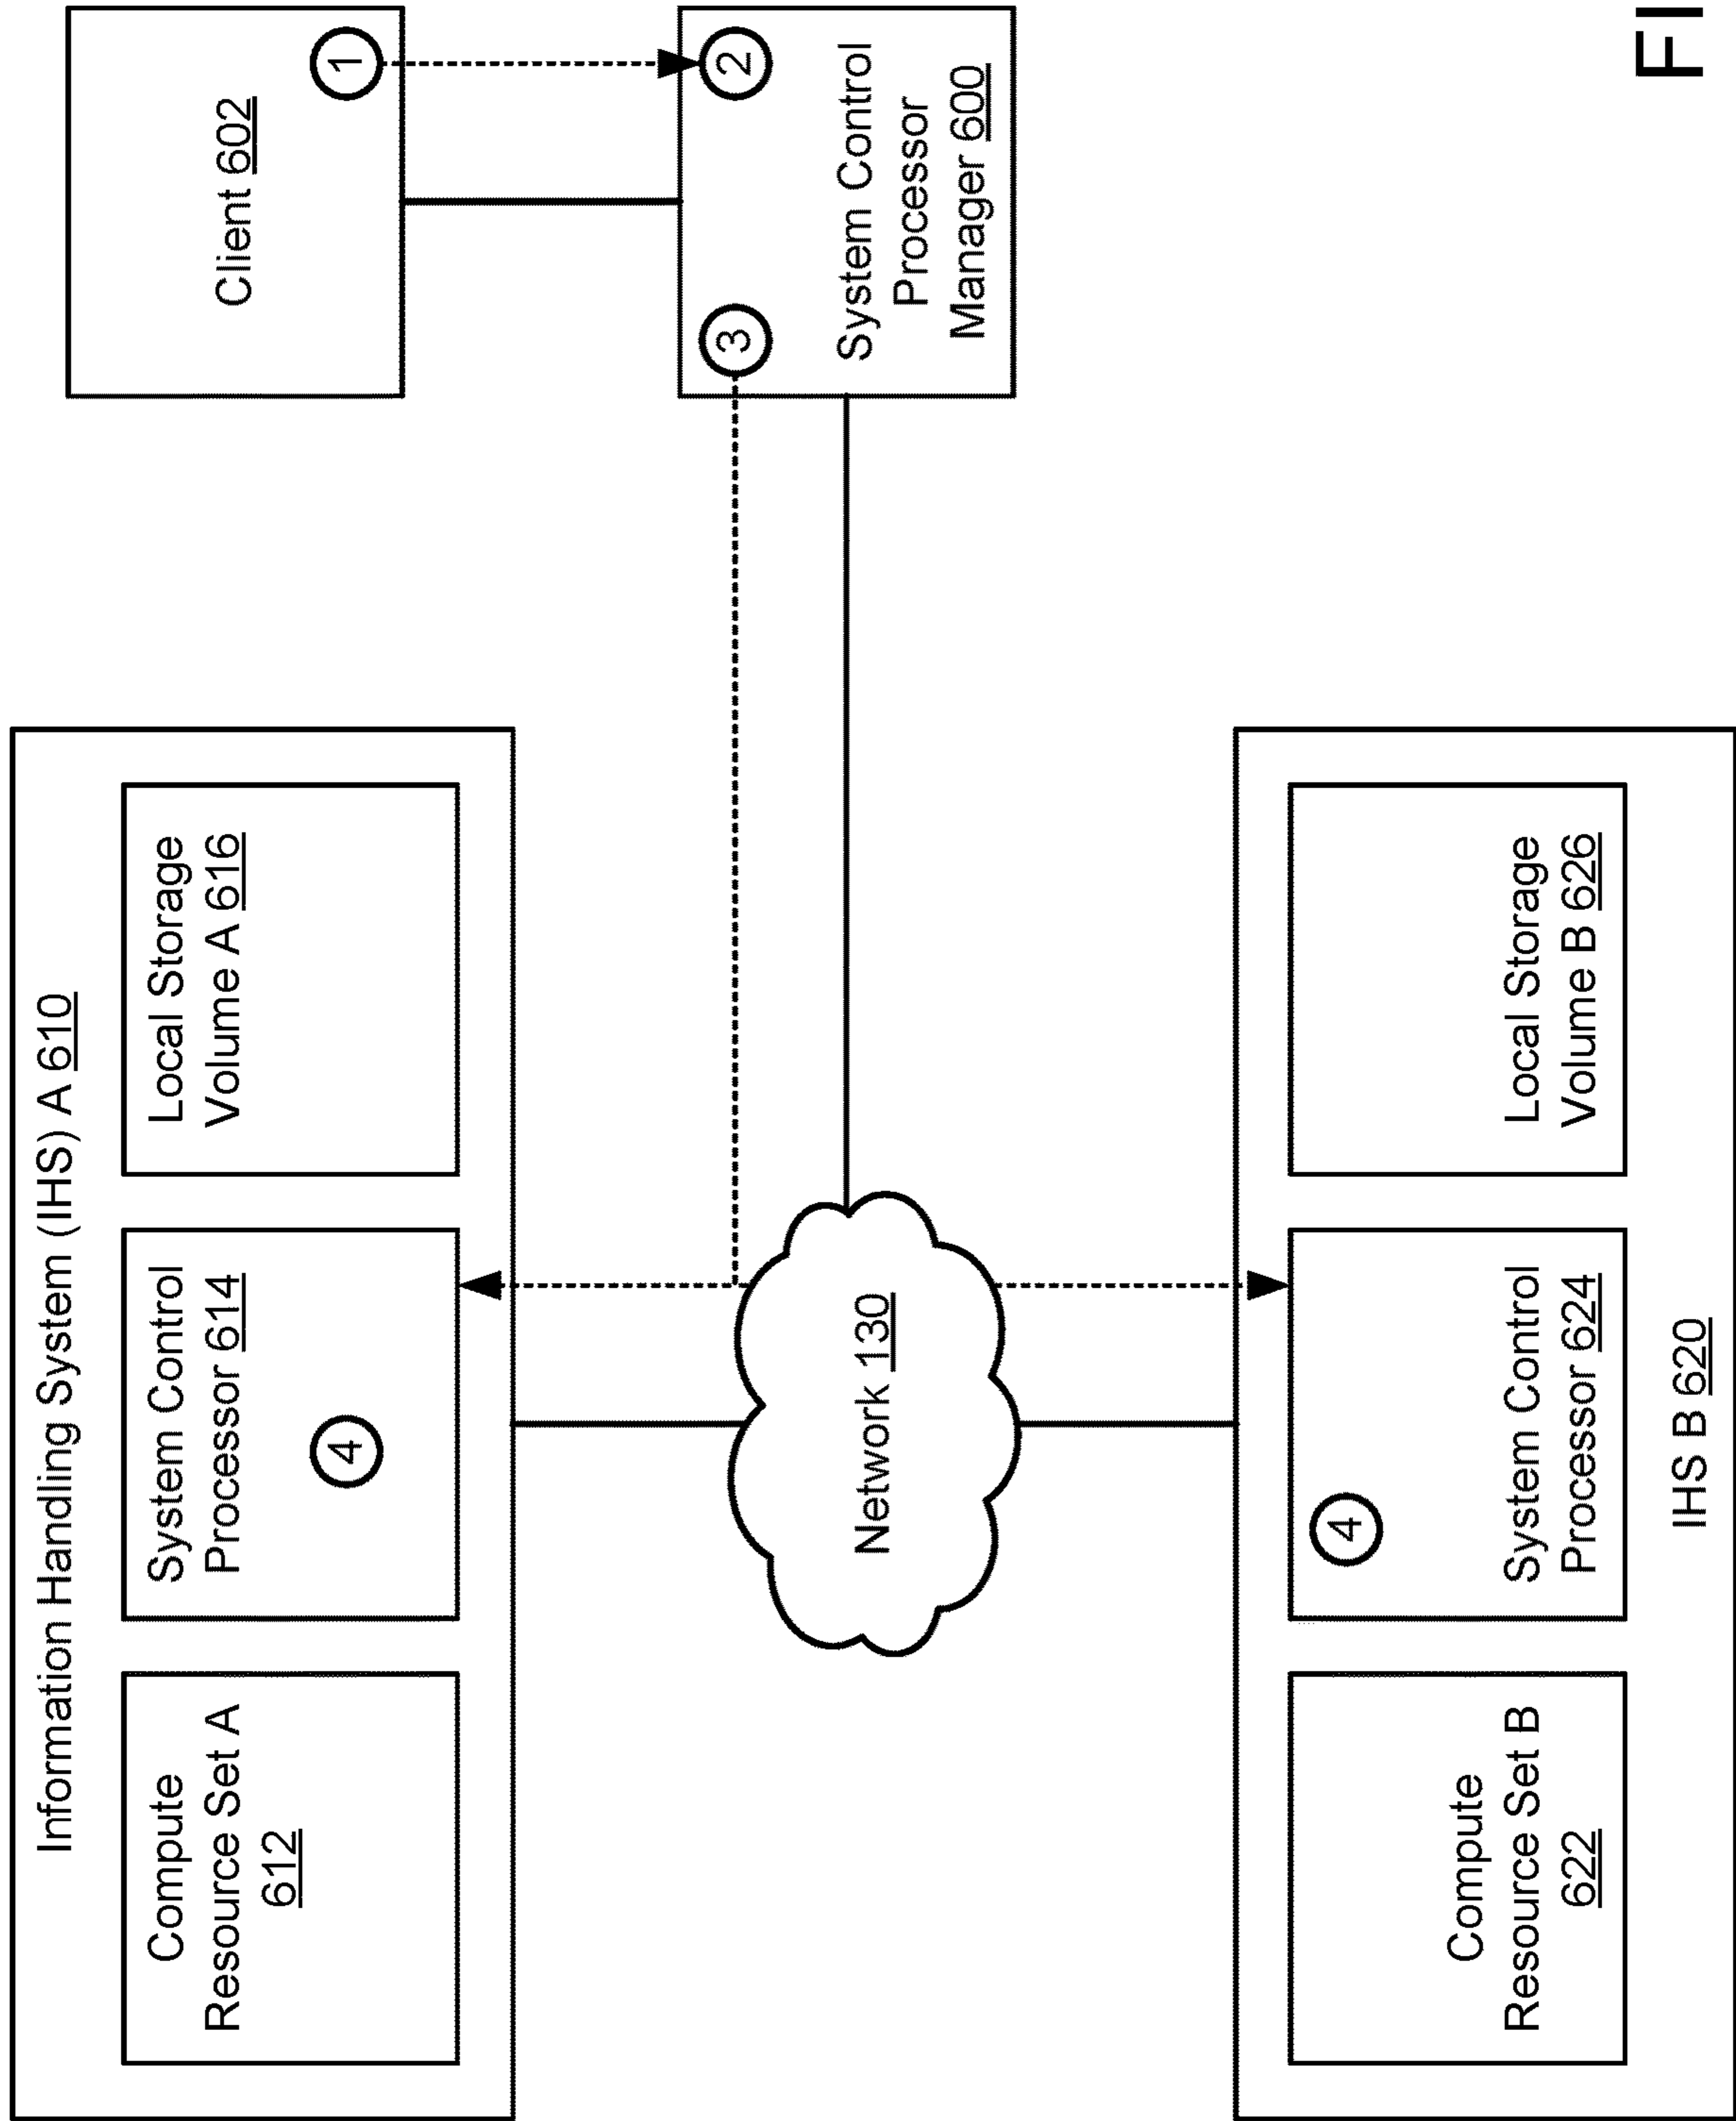 Information Handling System (IHS) A 610
Compute
Resource Set A
612
System Control
Processor 614
4
Local Storage
Volume A 616
Client 602
1
2
3
System Control
Processor
Manager 600
Network 130
Compute
Resource Set B
622
4
System Control
Processor 624
Local Storage
Volume B 626
IHS B 620
FI